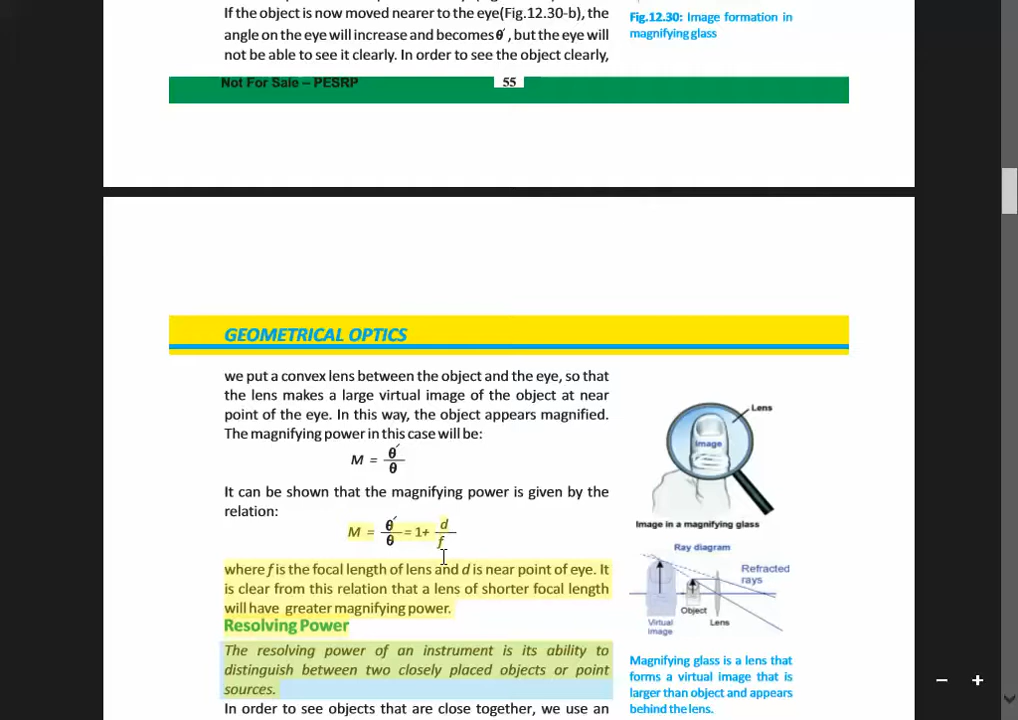 If the object is now moved nearer to the eye(Fig.12.30-b), the
angle on the eye will increase and becomes θ′, but the eye will
not be able to see it clearly. In order to see the object clearly,
Fig.12.30: Image formation in
magnifying glass
Not For Sale – PESRP
55
GEOMETRICAL OPTICS
we put a convex lens between the object and the eye, so that
the lens makes a large virtual image of the object at near
point of the eye. In this way, the object appears magnified.
The magnifying power in this case will be:
M = θ′/θ
It can be shown that the magnifying power is given by the
relation:
M = θ′/θ = 1+ d/f
where f is the focal length of lens and d is near point of eye. It
is clear from this relation that a lens of shorter focal length
will have greater magnifying power.
Resolving Power
The resolving power of an instrument is its ability to
distinguish between two closely placed objects or point
sources.
In order to see objects that are close together, we use an
Lens
Image
Image in a magnifying glass
Ray diagram
Refracted
rays
Object
Virtual
image
Lens
Magnifying glass is a lens that
forms a virtual image that is
larger than object and appears
behind the lens.